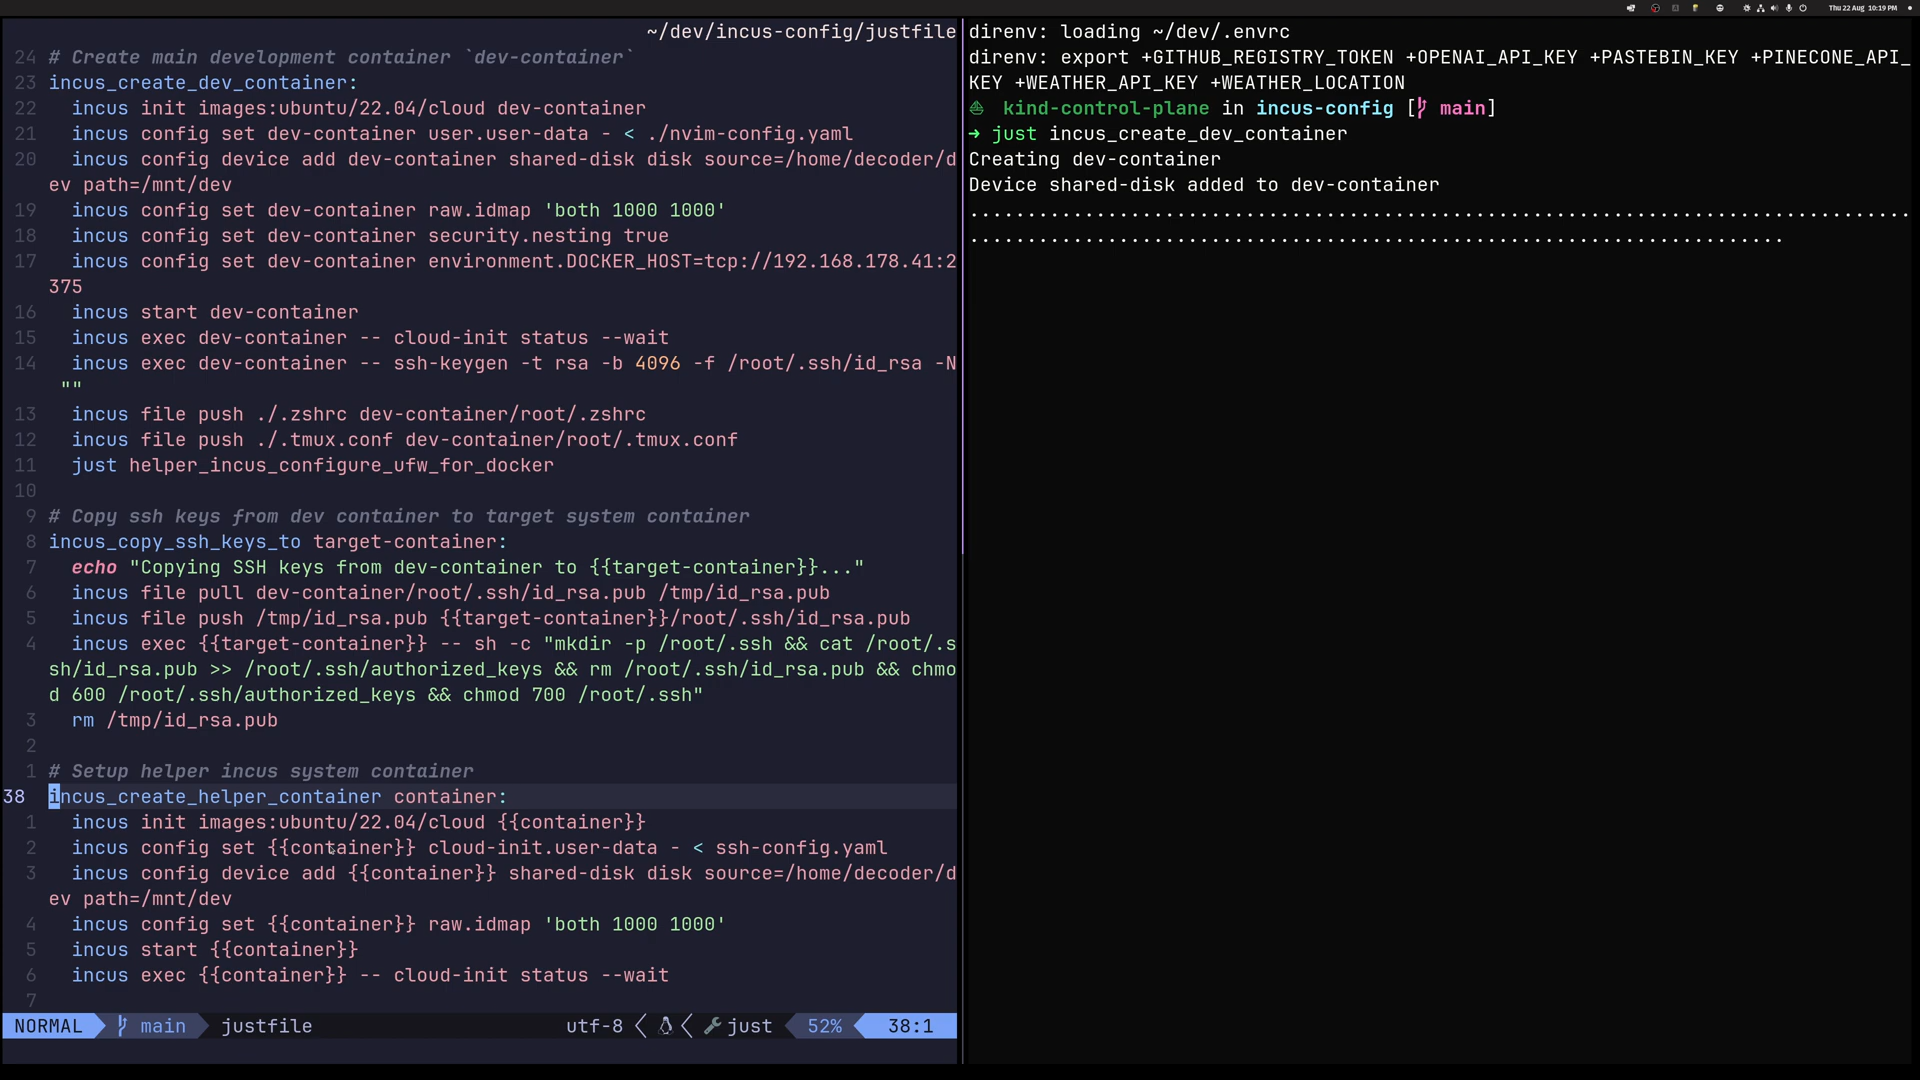 Thu 22 Aug 10:19 PM
~/dev/incus-config/justfile
24 # Create main development container `dev-container`
23 incus_create_dev_container:
22   incus init images:ubuntu/22.04/cloud dev-container
21   incus config set dev-container user.user-data - < ./nvim-config.yaml
20   incus config device add dev-container shared-disk disk source=/home/decoder/d
ev path=/mnt/dev
19   incus config set dev-container raw.idmap 'both 1000 1000'
18   incus config set dev-container security.nesting true
17   incus config set dev-container environment.DOCKER_HOST=tcp://192.168.178.41:2
375
16   incus start dev-container
15   incus exec dev-container -- cloud-init status --wait
14   incus exec dev-container -- ssh-keygen -t rsa -b 4096 -f /root/.ssh/id_rsa -N
""
13   incus file push ./.zshrc dev-container/root/.zshrc
12   incus file push ./.tmux.conf dev-container/root/.tmux.conf
11   just helper_incus_configure_ufw_for_docker
10
9 # Copy ssh keys from dev container to target system container
8 incus_copy_ssh_keys_to target-container:
7   echo "Copying SSH keys from dev-container to {{target-container}}..."
6   incus file pull dev-container/root/.ssh/id_rsa.pub /tmp/id_rsa.pub
5   incus file push /tmp/id_rsa.pub {{target-container}}/root/.ssh/id_rsa.pub
4   incus exec {{target-container}} -- sh -c "mkdir -p /root/.ssh && cat /root/.s
sh/id_rsa.pub >> /root/.ssh/authorized_keys && rm /root/.ssh/id_rsa.pub && chmo
d 600 /root/.ssh/authorized_keys && chmod 700 /root/.ssh"
3   rm /tmp/id_rsa.pub
2
1 # Setup helper incus system container
38 incus_create_helper_container container:
1   incus init images:ubuntu/22.04/cloud {{container}}
2   incus config set {{container}} cloud-init.user-data - < ssh-config.yaml
3   incus config device add {{container}} shared-disk disk source=/home/decoder/d
ev path=/mnt/dev
4   incus config set {{container}} raw.idmap 'both 1000 1000'
5   incus start {{container}}
6   incus exec {{container}} -- cloud-init status --wait
7
NORMAL main justfile utf-8 just 52% 38:1
direnv: loading ~/dev/.envrc
direnv: export +GITHUB_REGISTRY_TOKEN +OPENAI_API_KEY +PASTEBIN_KEY +PINECONE_API_
KEY +WEATHER_API_KEY +WEATHER_LOCATION
kind-control-plane in incus-config [ main]
➜ just incus_create_dev_container
Creating dev-container
Device shared-disk added to dev-container
..................................................................................
.......................................................................